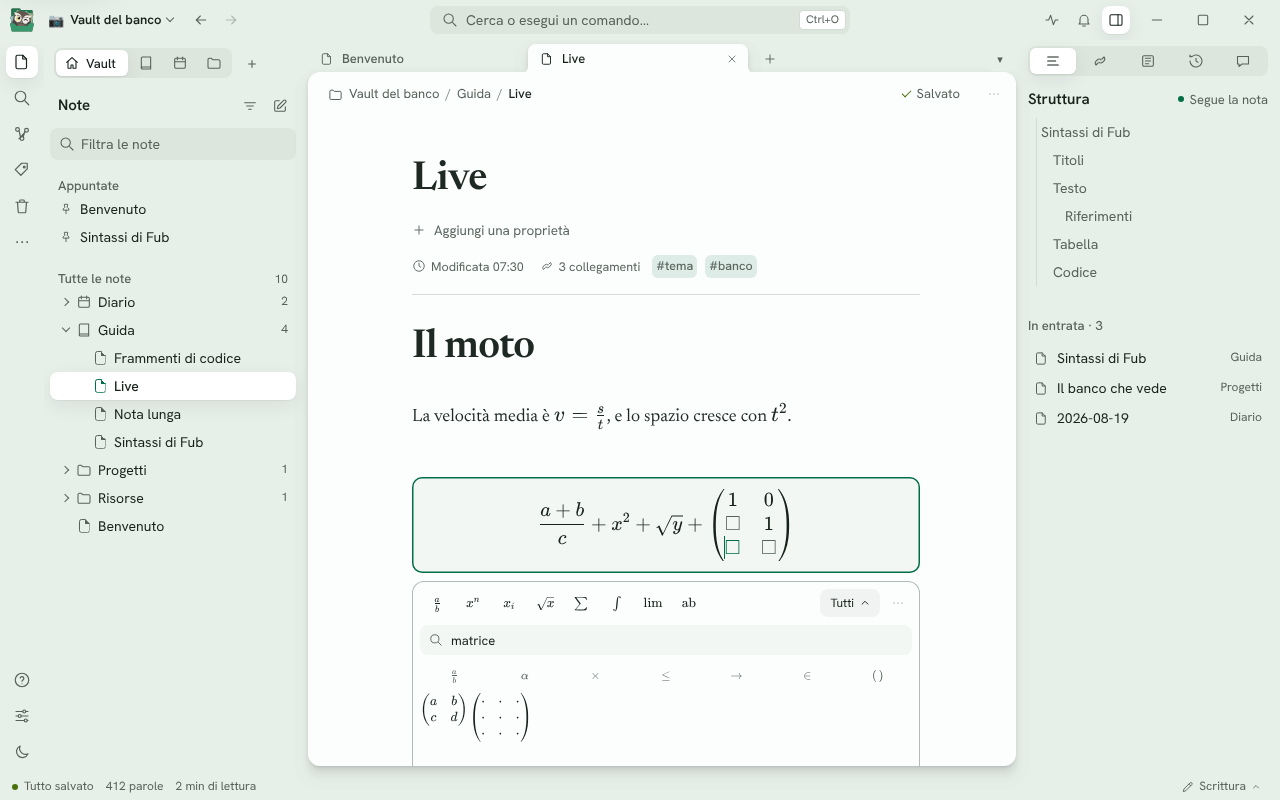 Vault del banco
Cerca o esegui un comando…
Ctrl+O
Vault
Benvenuto
Live
Note
Filtra le note
Appuntate
Benvenuto
Sintassi di Fub
Tutte le note 10
Diario 2
Guida 4
Frammenti di codice
Live
Nota lunga
Sintassi di Fub
Progetti 1
Risorse 1
Benvenuto
Vault del banco / Guida / Live
Salvato
Live
Aggiungi una proprietà
Modificata 07:30 3 collegamenti #tema #banco
Il moto
La velocità media è v = s/t, e lo spazio cresce con t².
(a + b)/c + x² + √y + (1 0 □ 1 □ □)
a/b xⁿ xᵢ √x ∑ ∫ lim ab Tutti
matrice
a/b α × ≤ → ∈ ()
(a b c d) (· · · · · · · · ·)
Struttura
Segue la nota
Sintassi di Fub
Titoli
Testo
Riferimenti
Tabella
Codice
In entrata · 3
Sintassi di Fub Guida
Il banco che vede Progetti
2026-08-19 Diario
Tutto salvato 412 parole 2 min di lettura
Scrittura